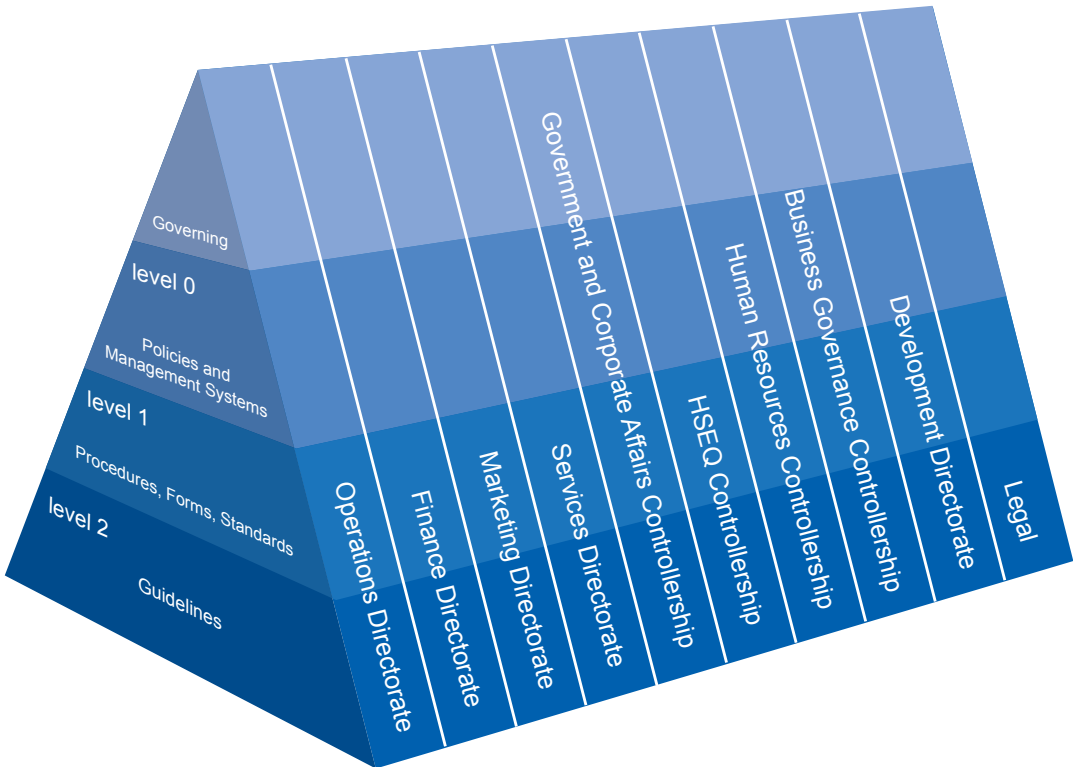 Governing
level 0
Policies and
Management Systems
level 1
Procedures, Forms, Standards
level 2
Guidelines
Operations Directorate
Finance Directorate
Marketing Directorate
Services Directorate
Government and Corporate Affairs Controllership
HSEQ Controllership
Human Resources Controllership
Business Governance Controllership
Development Directorate
Legal